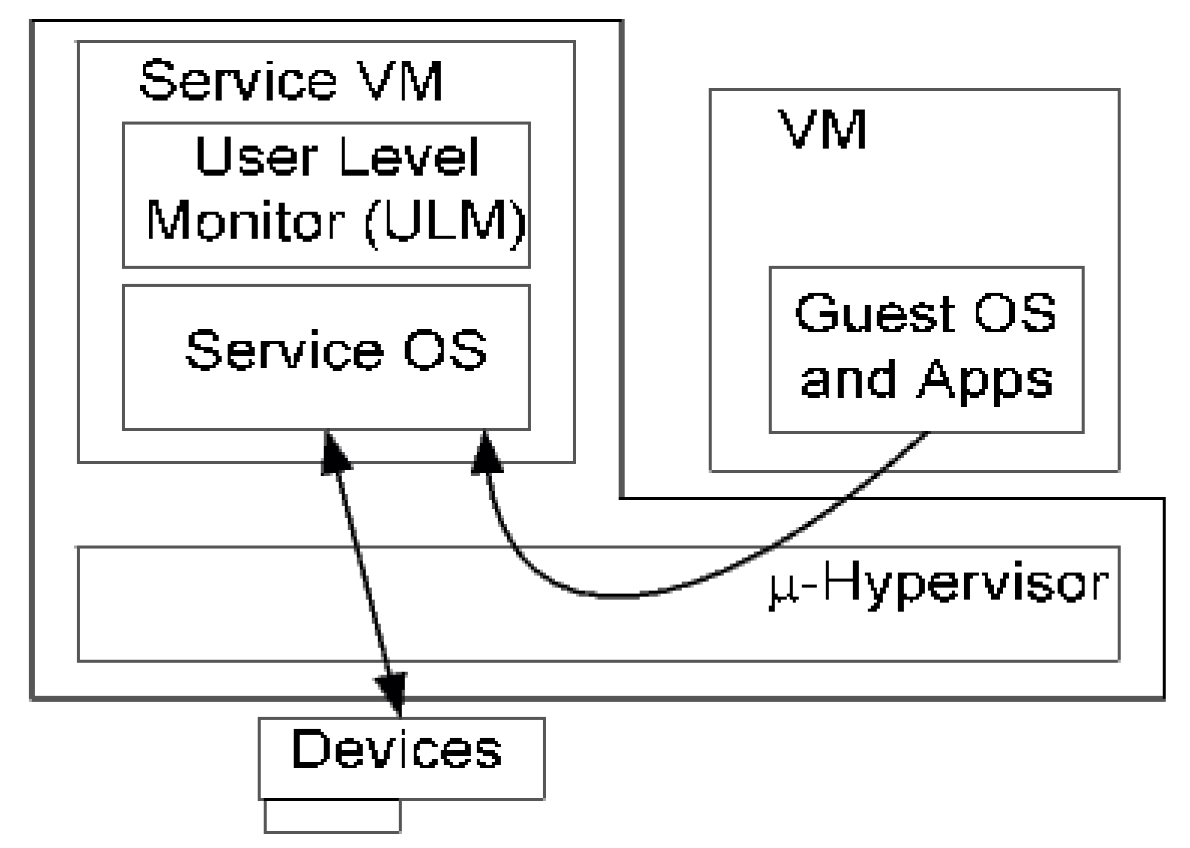 Service VM
User Level
Monitor (ULM)
Service OS
VM
Guest OS
and Apps
μ-Hypervisor
Devices